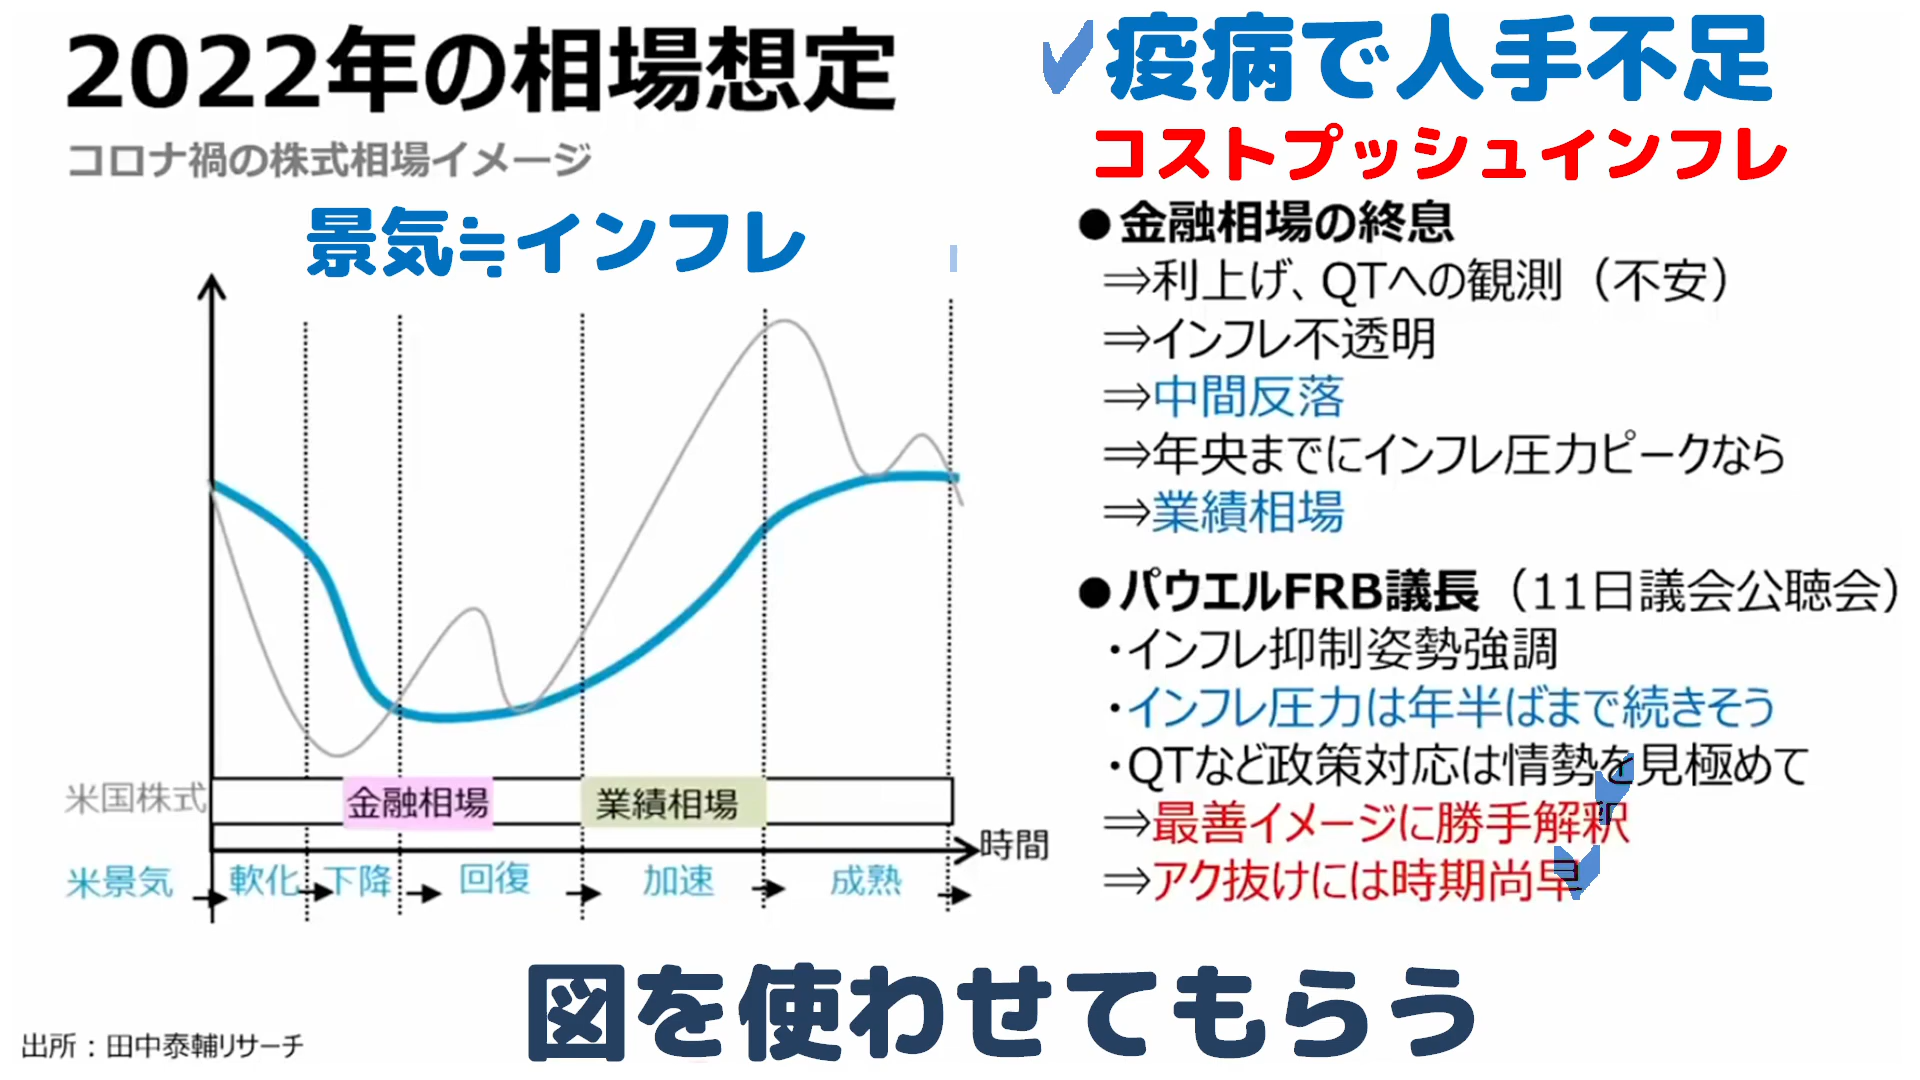 2022年の相場想定
コロナ禍の株式相場イメージ
景気≒インフレ
米国株式
金融相場
業績相場
時間
米景気
軟化
下降
回復
加速
成熟
疫病で人手不足
コストプッシュインフレ
●金融相場の終息
⇒利上げ、QTへの観測（不安）
⇒インフレ不透明
⇒中間反落
⇒年央までにインフレ圧力ピークなら
⇒業績相場
●パウエルFRB議長（11日議会公聴会）
・インフレ抑制姿勢強調
・インフレ圧力は年半ばまで続きそう
・QTなど政策対応は情勢を見極めて
⇒最善イメージに勝手解釈
⇒アク抜けには時期尚早
図を使わせてもらう
出所：田中泰輔リサーチ